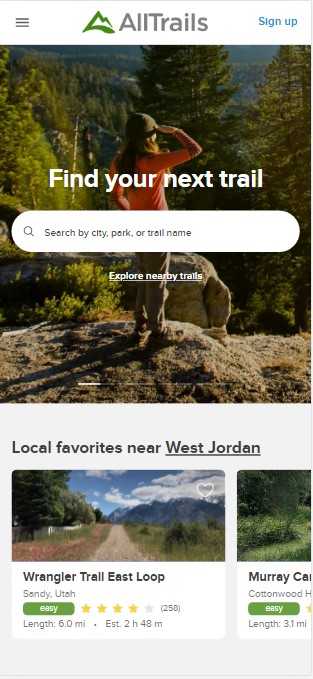 AllTrails
Sign up
Find your next trail
Search by city, park, or trail name
Explore nearby trails
Local favorites near West Jordan
Wrangler Trail East Loop
Sandy, Utah
easy
(258)
Length: 6.0 mi • Est. 2 h 48 m
Murray Ca
Cottonwood H
easy
Length: 3.1 mi